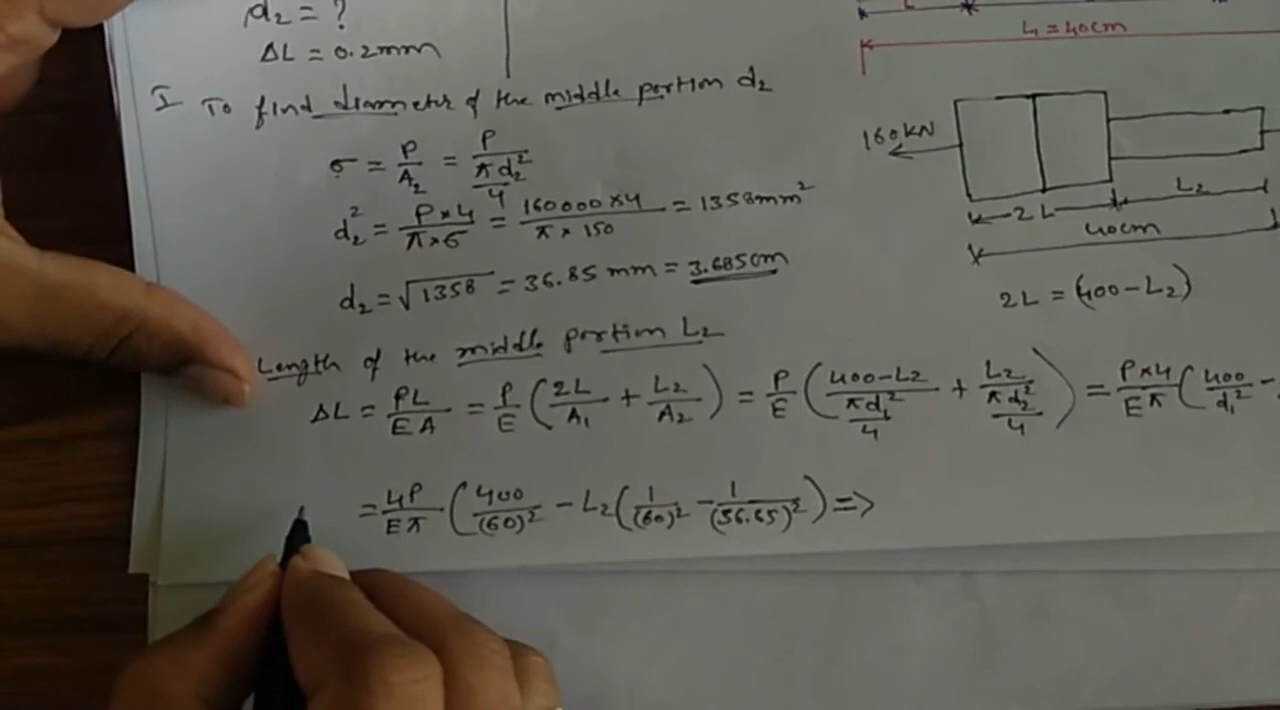 d₂ = ?
ΔL = 0.2mm
L₁ = 40cm
I To find diameter of the middle portion d₂
σ = P/A₂ = P/(πd₂²/4)
160KN
d₂² = P×4/π×σ = 160000×4/π×150 = 1358mm²
L₂
2L
40cm
d₂ = √1358 = 36.85 mm = 3.685cm
2L = (400-L₂)
Length of the middle portion L₂
ΔL = PL/EA = P/E (2L/A₁ + L₂/A₂) = P/E (400-L₂/(πd₁²/4) + L₂/(πd₂²/4)) = P×4/Eπ (400/d₁² -
= 4P/Eπ (400/(60)² - L₂(1/(60)² - 1/(36.85)²) =>